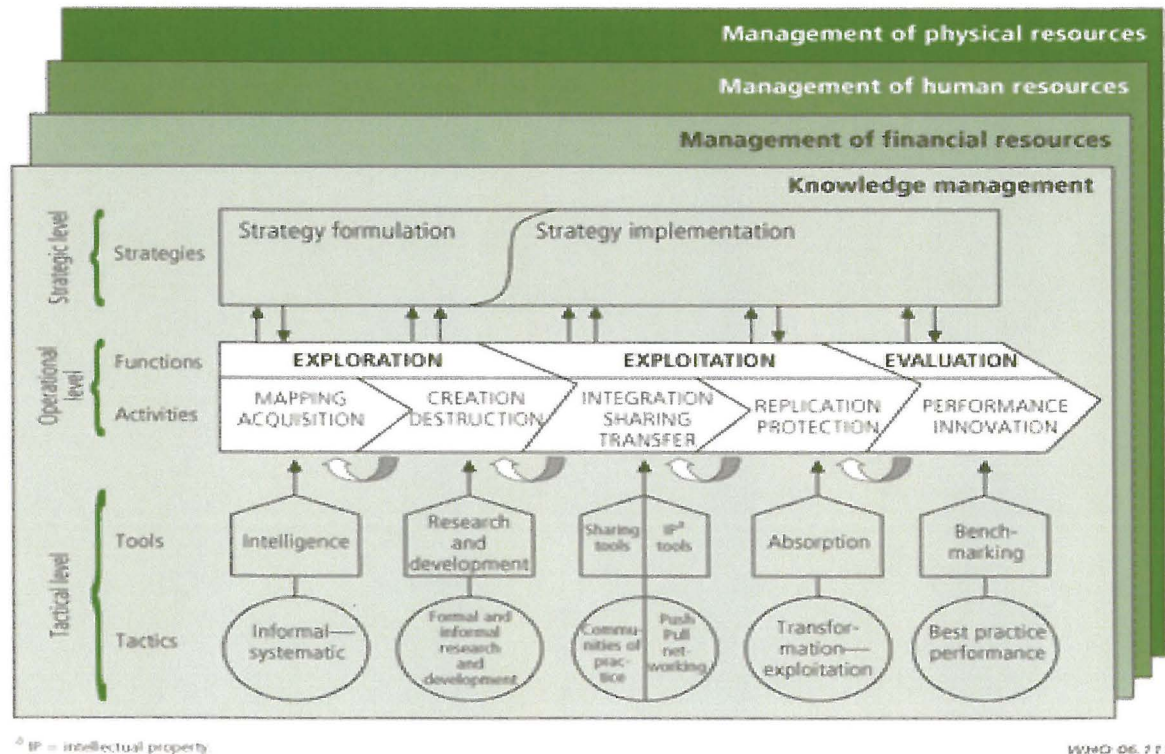 Management of physical resources
Management of human resources
Management of financial resources
Knowledge management
Strategic level
Strategies
Strategy formulation
Strategy implementation
Operational level
Functions
EXPLORATION
EXPLOITATION
EVALUATION
Activities
MAPPING
ACQUISITION
CREATION
DESTRUCTION
INTEGRATION
SHARING
TRANSFER
REPLICATION
PROTECTION
PERFORMANCE
INNOVATION
Tactical level
Tools
Intelligence
Research
and
development
Sharing
tools
IPª
tools
Absorption
Bench-
marking
Tactics
Informal—
systematic
Formal and
informal
research
and
development
Commu-
nities of
prac-
tice
Push
Pull
net-
working
Transfor-
mation—
exploitation
Best practice
performance
ª IP = intellectual property.